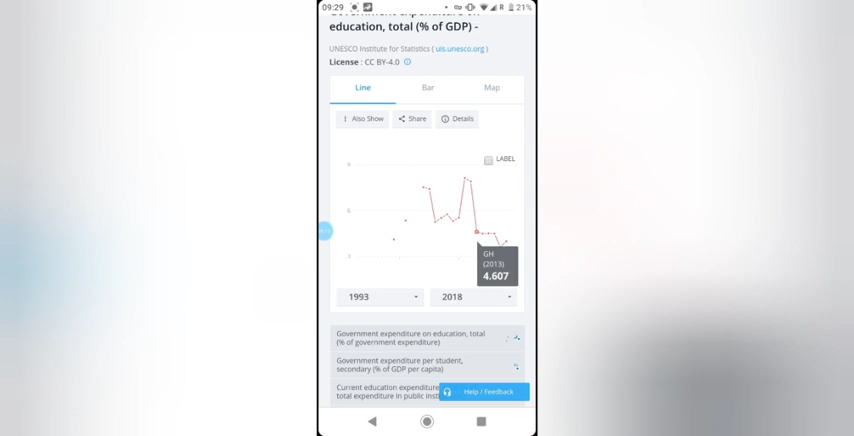 09:29
R
21%
Government expenditure on
education, total (% of GDP) -
UNESCO Institute for Statistics ( uis.unesco.org )
License : CC BY-4.0
Line
Bar
Map
Also Show
Share
Details
LABEL
9
6
3
GH
(2013)
4.607
1993
2018
Government expenditure on education, total
(% of government expenditure)
Government expenditure per student,
secondary (% of GDP per capita)
Current education expenditure
total expenditure in public
Help / Feedback